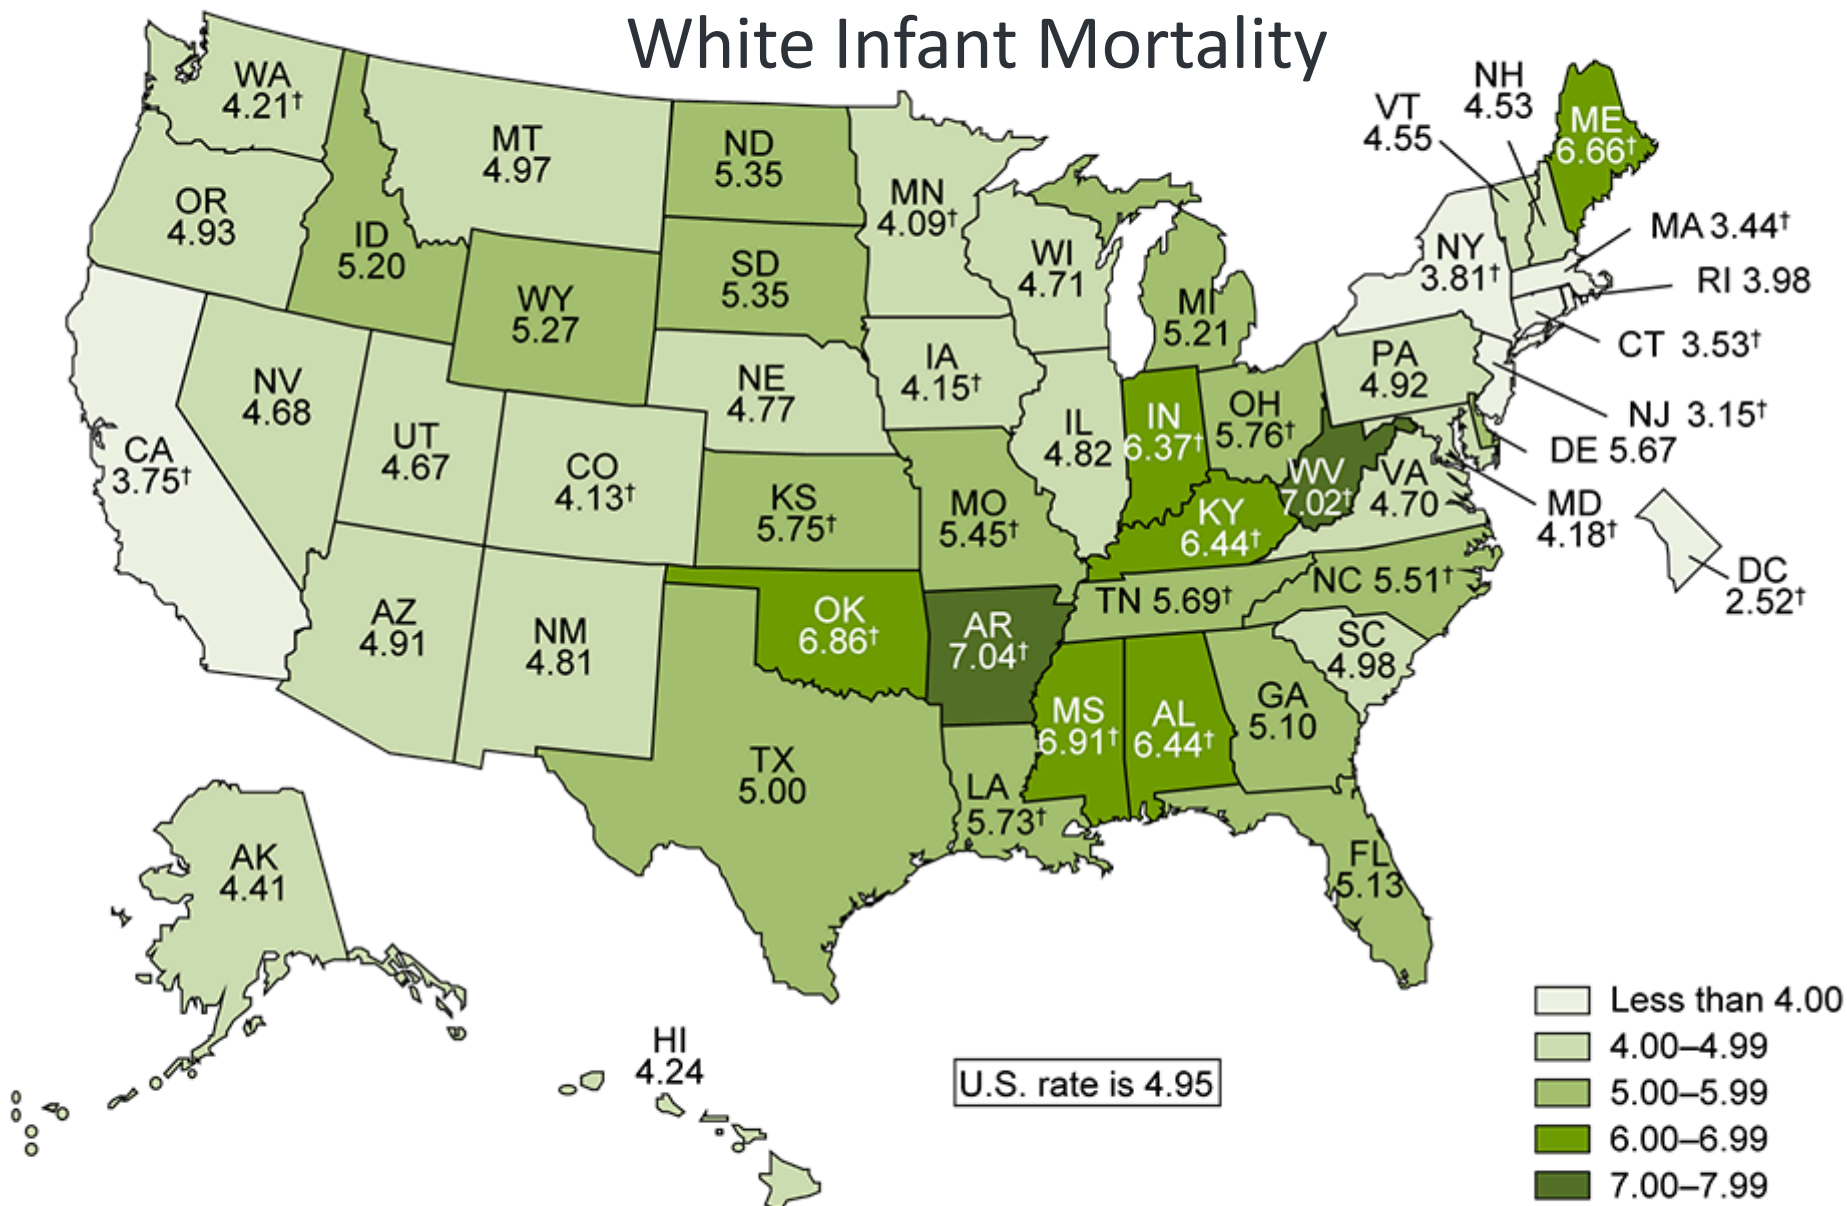 White Infant Mortality
WA
4.21†
MT
4.97
ND
5.35
MN
4.09†
VT
4.55
NH
4.53
ME
6.66†
OR
4.93
ID
5.20
WY
5.27
SD
5.35
WI
4.71
MI
5.21
NY
3.81†
MA 3.44†
RI 3.98
CT 3.53†
NJ 3.15†
DE 5.67
MD
4.18†
DC
2.52†
CA
3.75†
NV
4.68
UT
4.67
CO
4.13†
NE
4.77
IA
4.15†
IL
4.82
IN
6.37†
OH
5.76†
PA
4.92
WV
7.02†
VA
4.70
KS
5.75†
MO
5.45†
KY
6.44†
TN 5.69†
NC 5.51†
SC
4.98
AZ
4.91
NM
4.81
OK
6.86†
AR
7.04†
MS
6.91†
AL
6.44†
GA
5.10
TX
5.00
LA
5.73†
FL
5.13
AK
4.41
HI
4.24
U.S. rate is 4.95
Less than 4.00
4.00–4.99
5.00–5.99
6.00–6.99
7.00–7.99